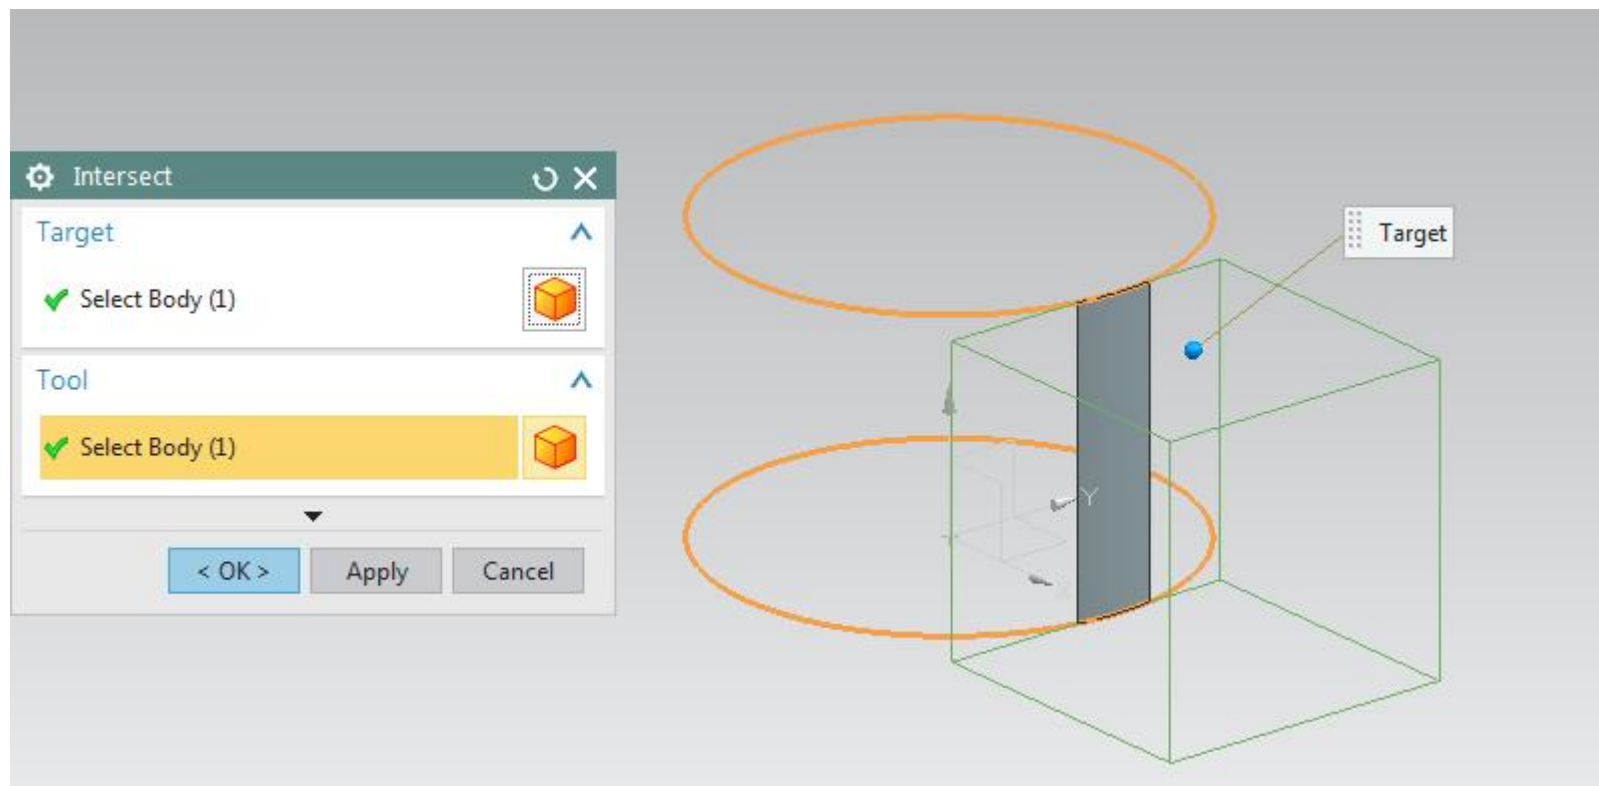 Intersect
Target
Select Body (1)
Tool
Select Body (1)
< OK >
Apply
Cancel
Target
Y
X